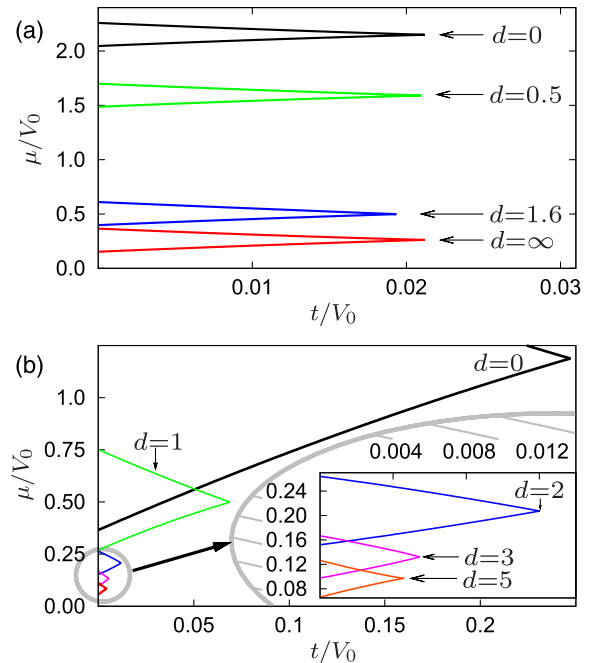 (a)
2.0
1.5
1.0
0.5
0.0
μ/V₀
d=0
d=0.5
d=1.6
d=∞
0.01 0.02 0.03
t/V₀
(b)
1.0
0.75
0.50
0.25
0.00
μ/V₀
d=0
d=1
0.004 0.008 0.012
0.24
0.20
0.16
0.12
0.08
d=2
d=3
d=5
0.05 0.1 0.15 0.2
t/V₀